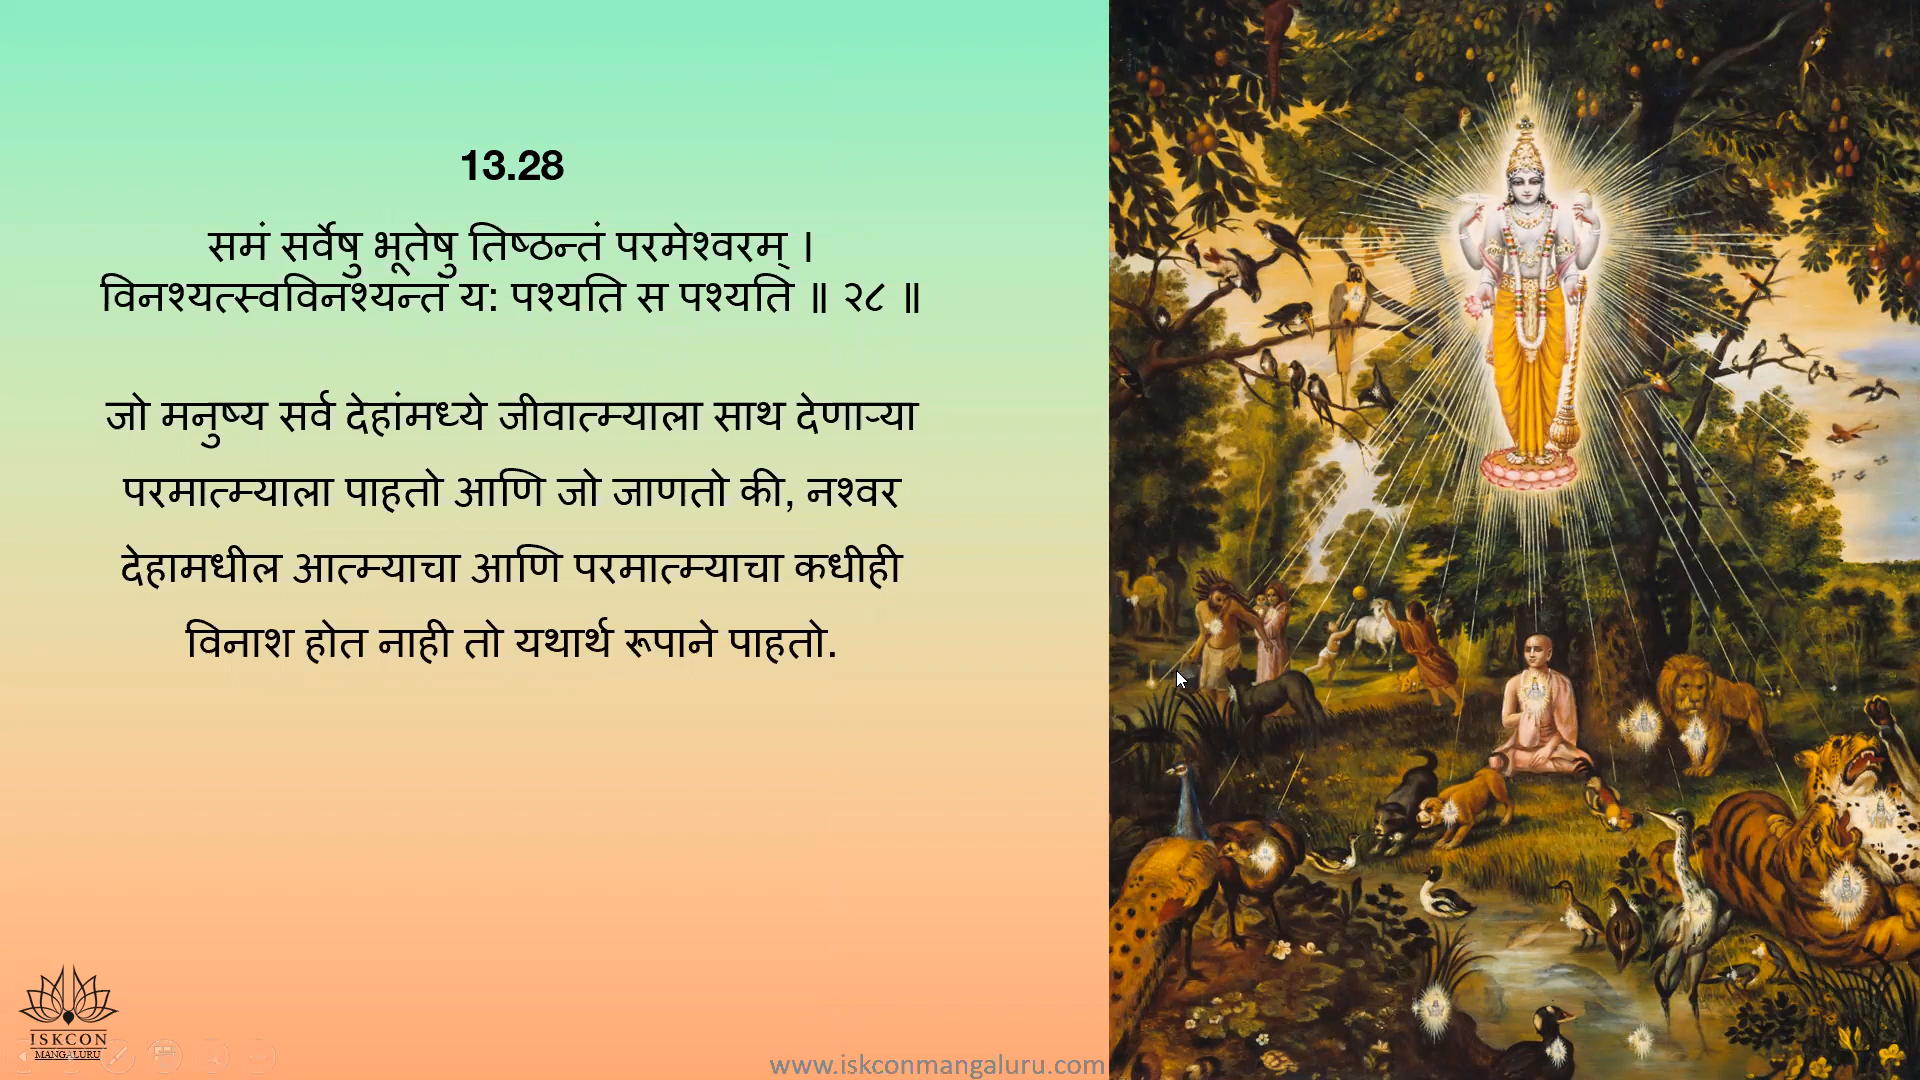 13.28
समं सर्वेषु भूतेषु तिष्ठन्तं परमेश्वरम् ।
विनश्यत्स्वविनश्यन्तं य: पश्यति स पश्यति ॥ २८ ॥
जो मनुष्य सर्व देहांमध्ये जीवात्म्याला साथ देणाऱ्या
परमात्म्याला पाहतो आणि जो जाणतो की, नश्वर
देहामधील आत्म्याचा आणि परमात्म्याचा कधीही
विनाश होत नाही तो यथार्थ रूपाने पाहतो.
ISKCON
MANGALURU
www.iskconmangaluru.com